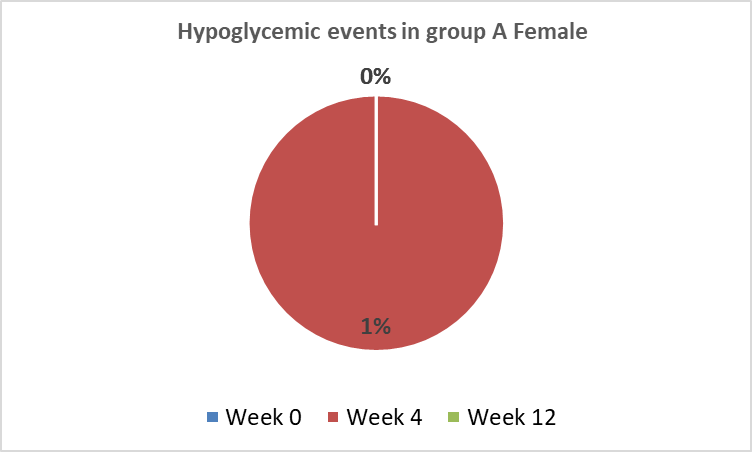 Hypoglycemic events in group A Female
0%
1%
Week 0 Week 4 Week 12